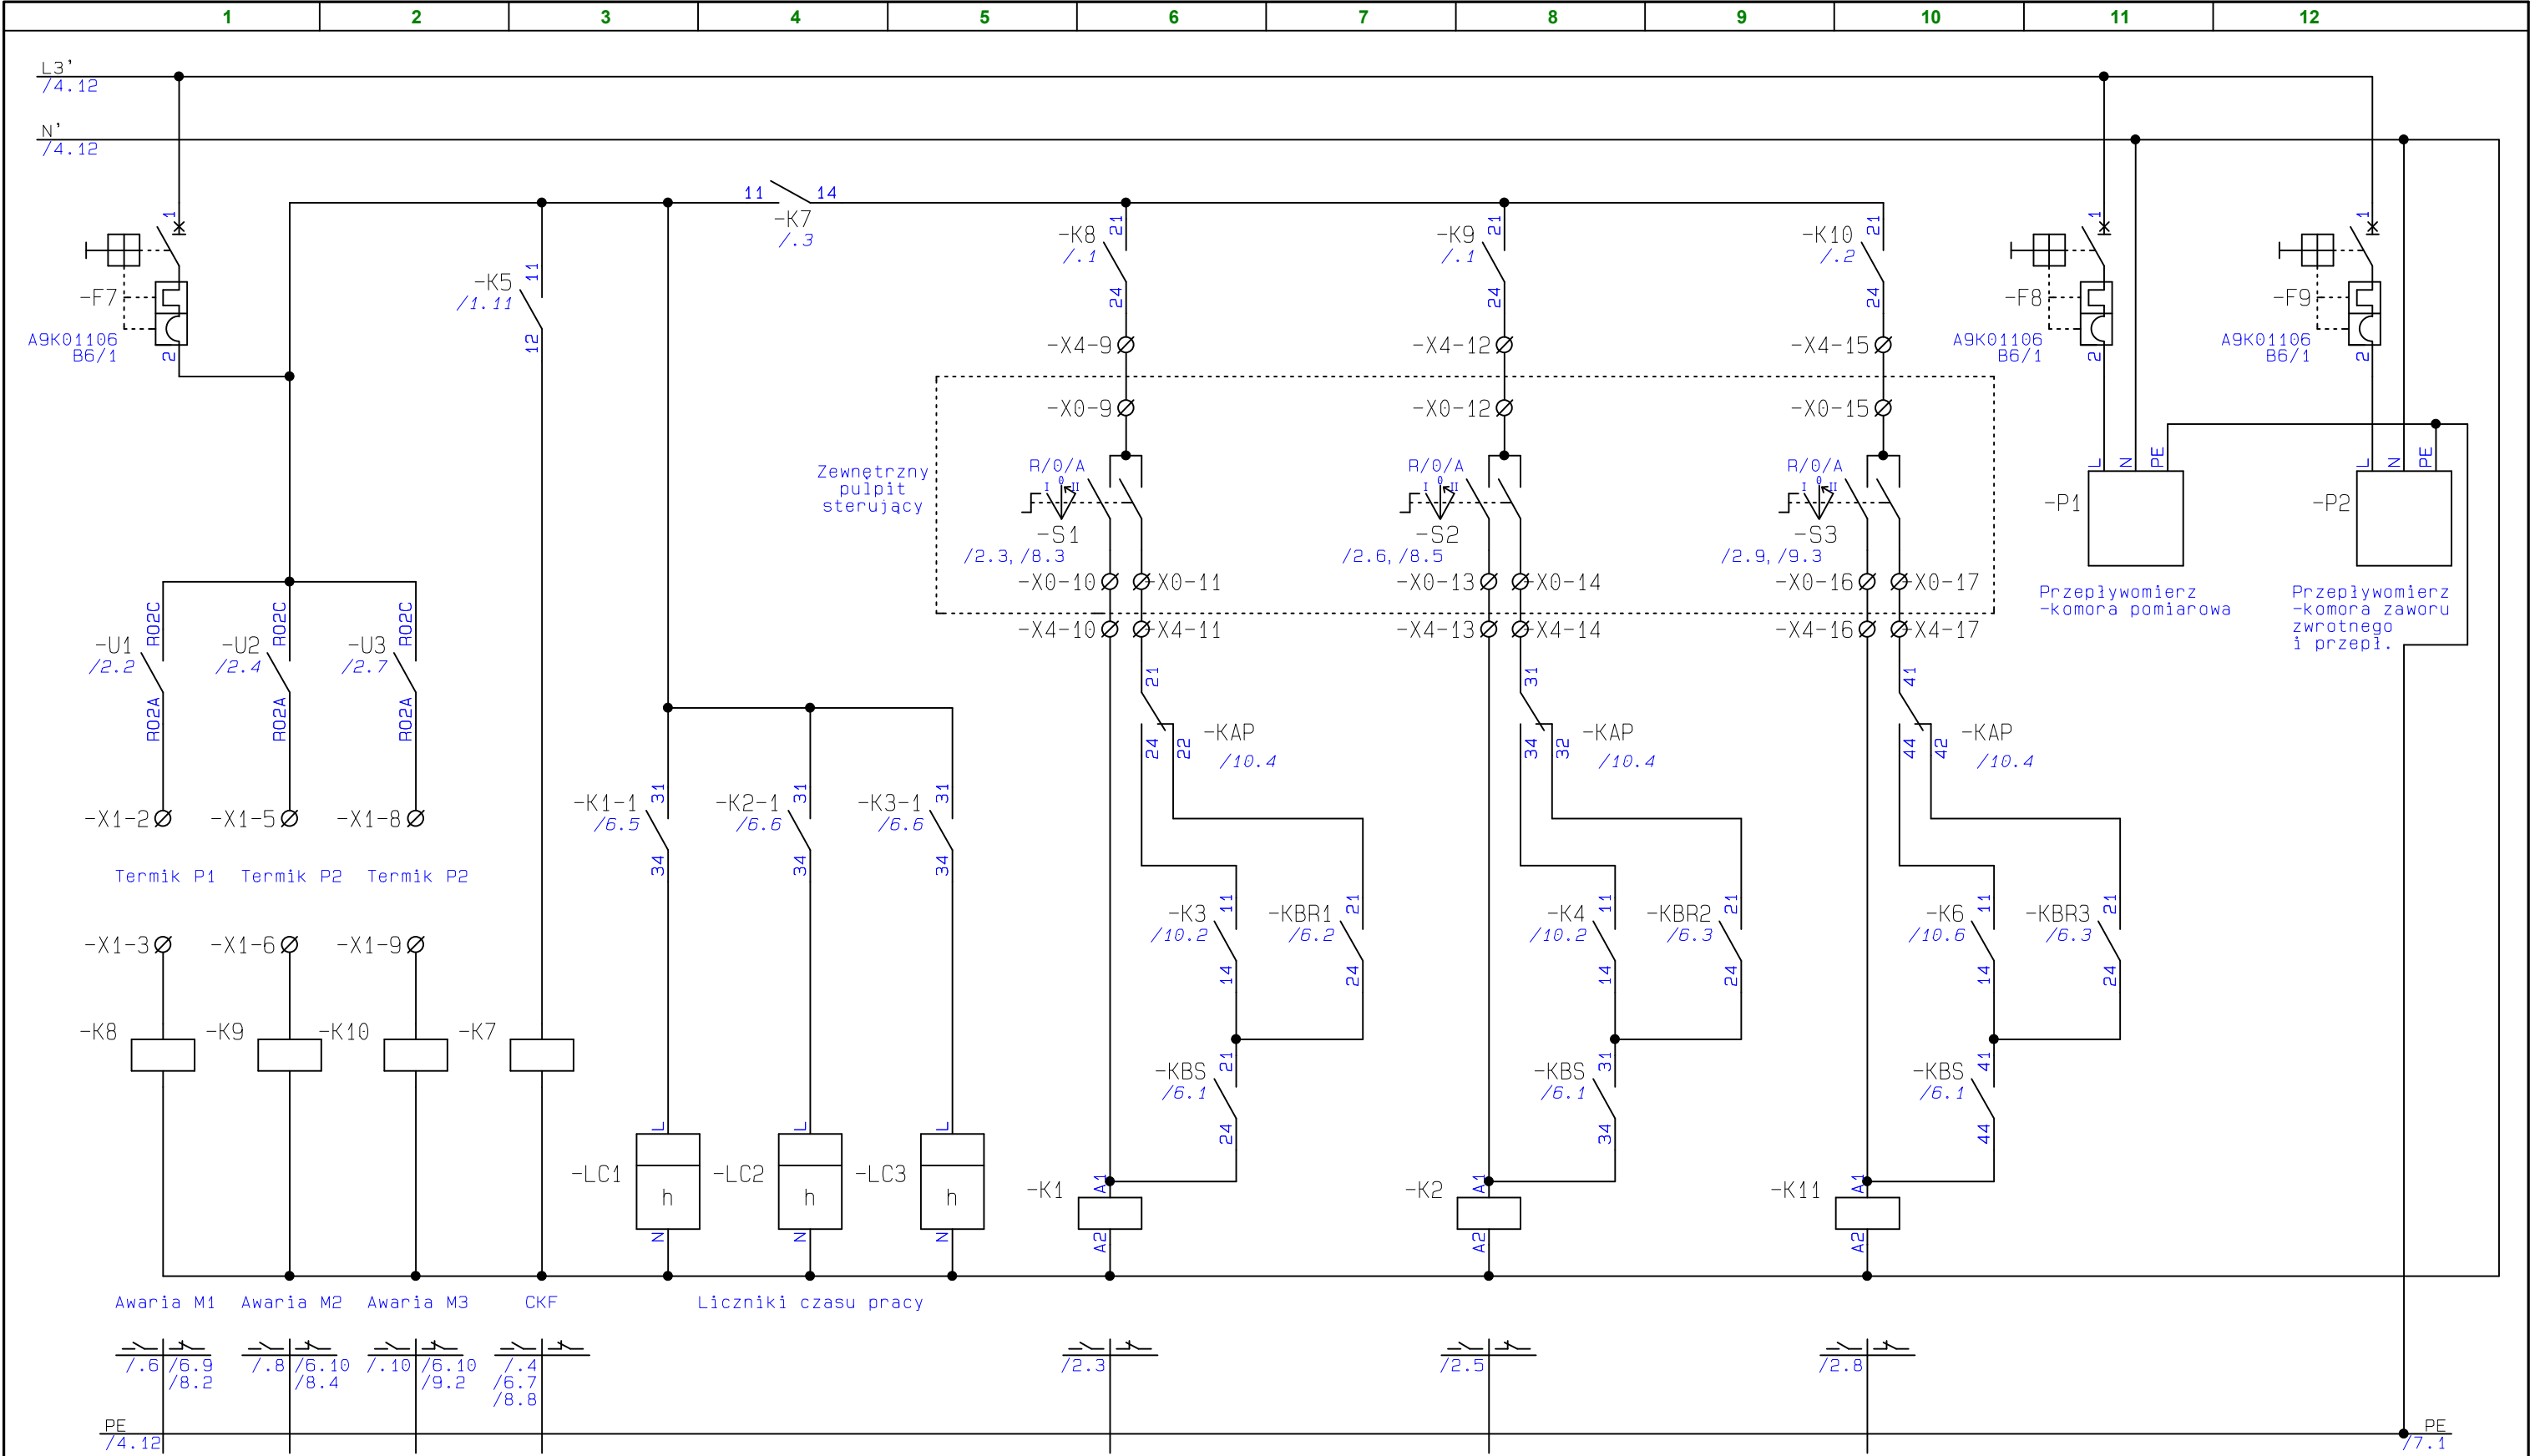 1 2 3 4 5 6 7 8 9 10 11 12
L3'
/4.12
N'
/4.12
1
-F7
A9K01106
B6/1
2
11 14
-K7
/.3
-K5
/1.11
11
12
-K8
/.1
21
24
-K9
/.1
21
24
-K10
/.2
21
24
1
-F8
A9K01106
B6/1
2
1
-F9
A9K01106
B6/1
2
-X4-9
-X4-12
-X4-15
-X0-9
-X0-12
-X0-15
Zewnętrzny
pulpit
sterujący
R/0/A
I 0 II
-S1
/2.3,/8.3
R/0/A
I 0 II
-S2
/2.6,/8.5
R/0/A
I 0 II
-S3
/2.9,/9.3
-X0-10 -X0-11
-X0-13 -X0-14
-X0-16 -X0-17
-X4-10 -X4-11
-X4-13 -X4-14
-X4-16 -X4-17
L N PE
-P1
Przepływomierz
-komora pomiarowa
L N PE
-P2
Przepływomierz
-komora zaworu
zwrotnego
i przepł.
-U1
/2.2
R02C
R02A
-U2
/2.4
R02C
R02A
-U3
/2.7
R02C
R02A
-X1-2 -X1-5 -X1-8
Termik P1 Termik P2 Termik P2
-X1-3 -X1-6 -X1-9
-K8 -K9 -K10 -K7
-K1-1
/6.5
31
34
-K2-1
/6.6
31
34
-K3-1
/6.6
31
34
21
24 22
-KAP
/10.4
31
34 32
-KAP
/10.4
41
44 42
-KAP
/10.4
-K3
/10.2
11
14
-KBR1
/6.2
21
24
-K4
/10.2
11
14
-KBR2
/6.3
21
24
-K6
/10.6
11
14
-KBR3
/6.3
21
24
-KBS
/6.1
21
24
-KBS
/6.1
31
34
-KBS
/6.1
41
44
-LC1
L
h
N
-LC2
L
h
N
-LC3
L
h
N
-K1
A1
A2
-K2
A1
A2
-K11
A1
A2
Awaria M1 Awaria M2 Awaria M3 CKF Liczniki czasu pracy
/.6 /6.9
/8.2
/.8 /6.10
/8.4
/.10 /6.10
/9.2
/.4
/6.7
/8.8
/2.3
/2.5
/2.8
PE
/4.12
PE
/7.1